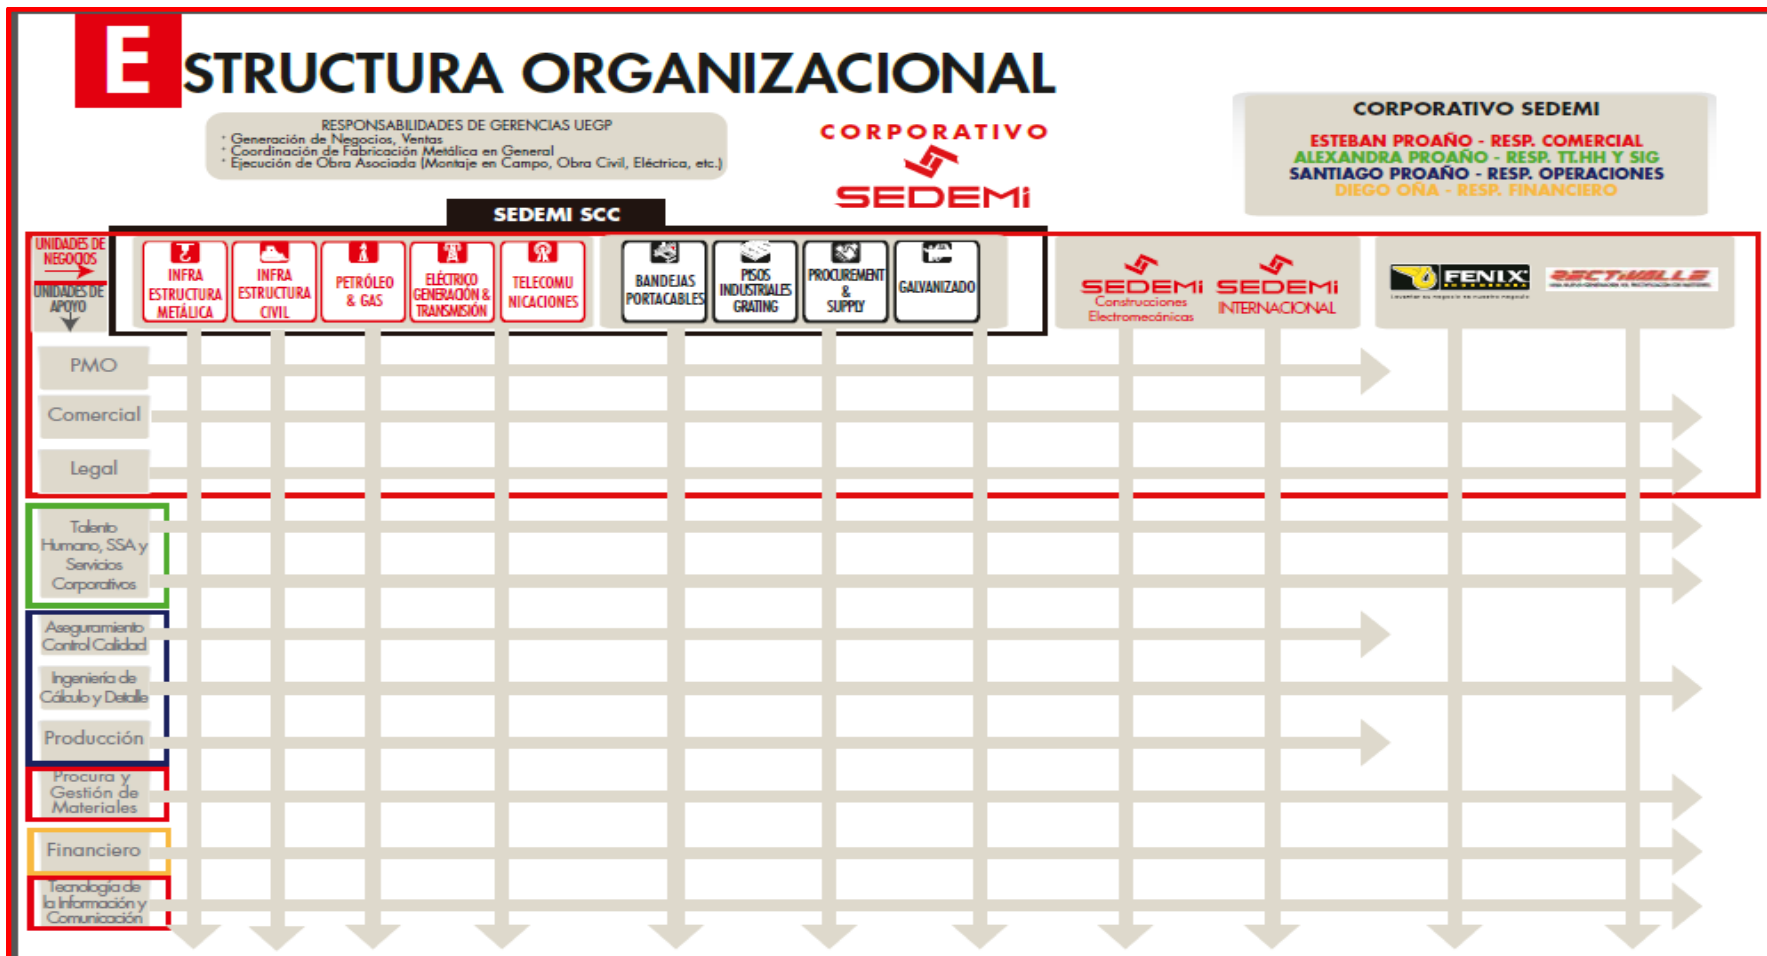 ESTRUCTURA ORGANIZACIONAL
RESPONSABILIDADES DE GERENCIAS UEGP
* Generación de Negocios, Ventas
* Coordinación de Fabricación Metálica en General
* Ejecución de Obra Asociada (Montaje en Campo, Obra Civil, Eléctrica, etc.)
CORPORATIVO
SEDEMi
CORPORATIVO SEDEMI
ESTEBAN PROAÑO - RESP. COMERCIAL
ALEXANDRA PROAÑO - RESP. TT.HH Y SIG
SANTIAGO PROAÑO - RESP. OPERACIONES
DIEGO OÑA - RESP. FINANCIERO
SEDEMI SCC
UNIDADES DE
NEGOCIOS
UNIDADES DE
APOYO
INFRA
ESTRUCTURA
METÁLICA
INFRA
ESTRUCTURA
CIVIL
PETRÓLEO
& GAS
ELÉCTRICO
GENERACIÓN &
TRANSMISIÓN
TELECOMU
NICACIONES
BANDEJAS
PORTACABLES
PISOS
INDUSTRIALES
GRATING
PROCUREMENT
&
SUPPLY
GALVANIZADO
SEDEMi
Construcciones
Electromecánicas
SEDEMi
INTERNACIONAL
FENIX
RECTIVALLE
PMO
Comercial
Legal
Talento
Humano, SSA y
Servicios
Corporativos
Aseguramiento
Control Calidad
Ingeniería de
Cálculo y Detalle
Producción
Procura y
Gestión de
Materiales
Financiero
Tecnología de
la Información y
Comunicación